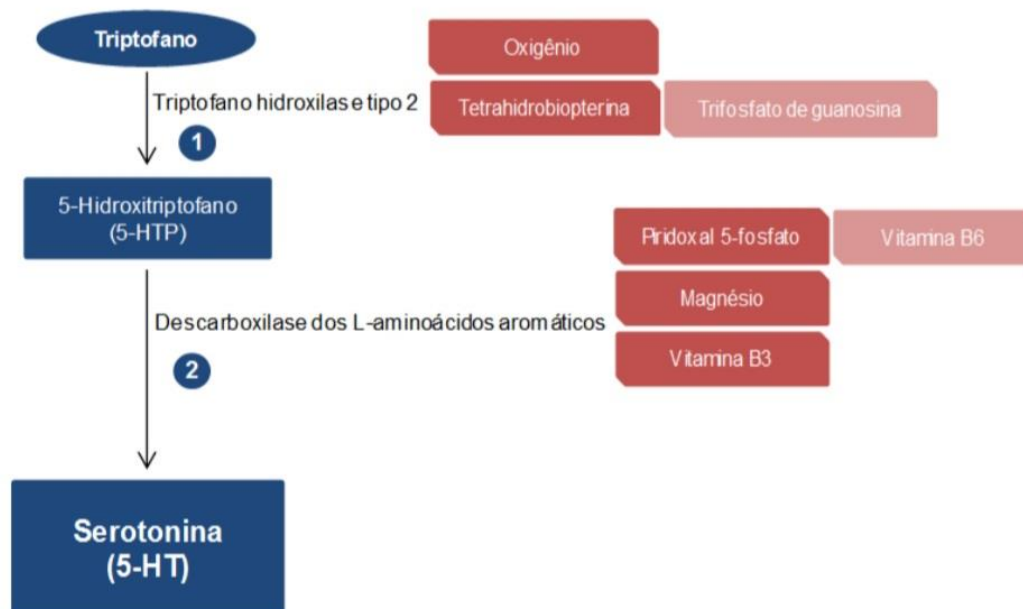 Triptofano
Oxigênio
Triptofano hidroxilase tipo 2
Tetrahidrobiopterina
Trifosfato de guanosina
1
5-Hidroxitriptofano
(5-HTP)
Piridoxal 5-fosfato
Vitamina B6
Magnésio
Descarboxilase dos L-aminoácidos aromáticos
Vitamina B3
2
Serotonina
(5-HT)